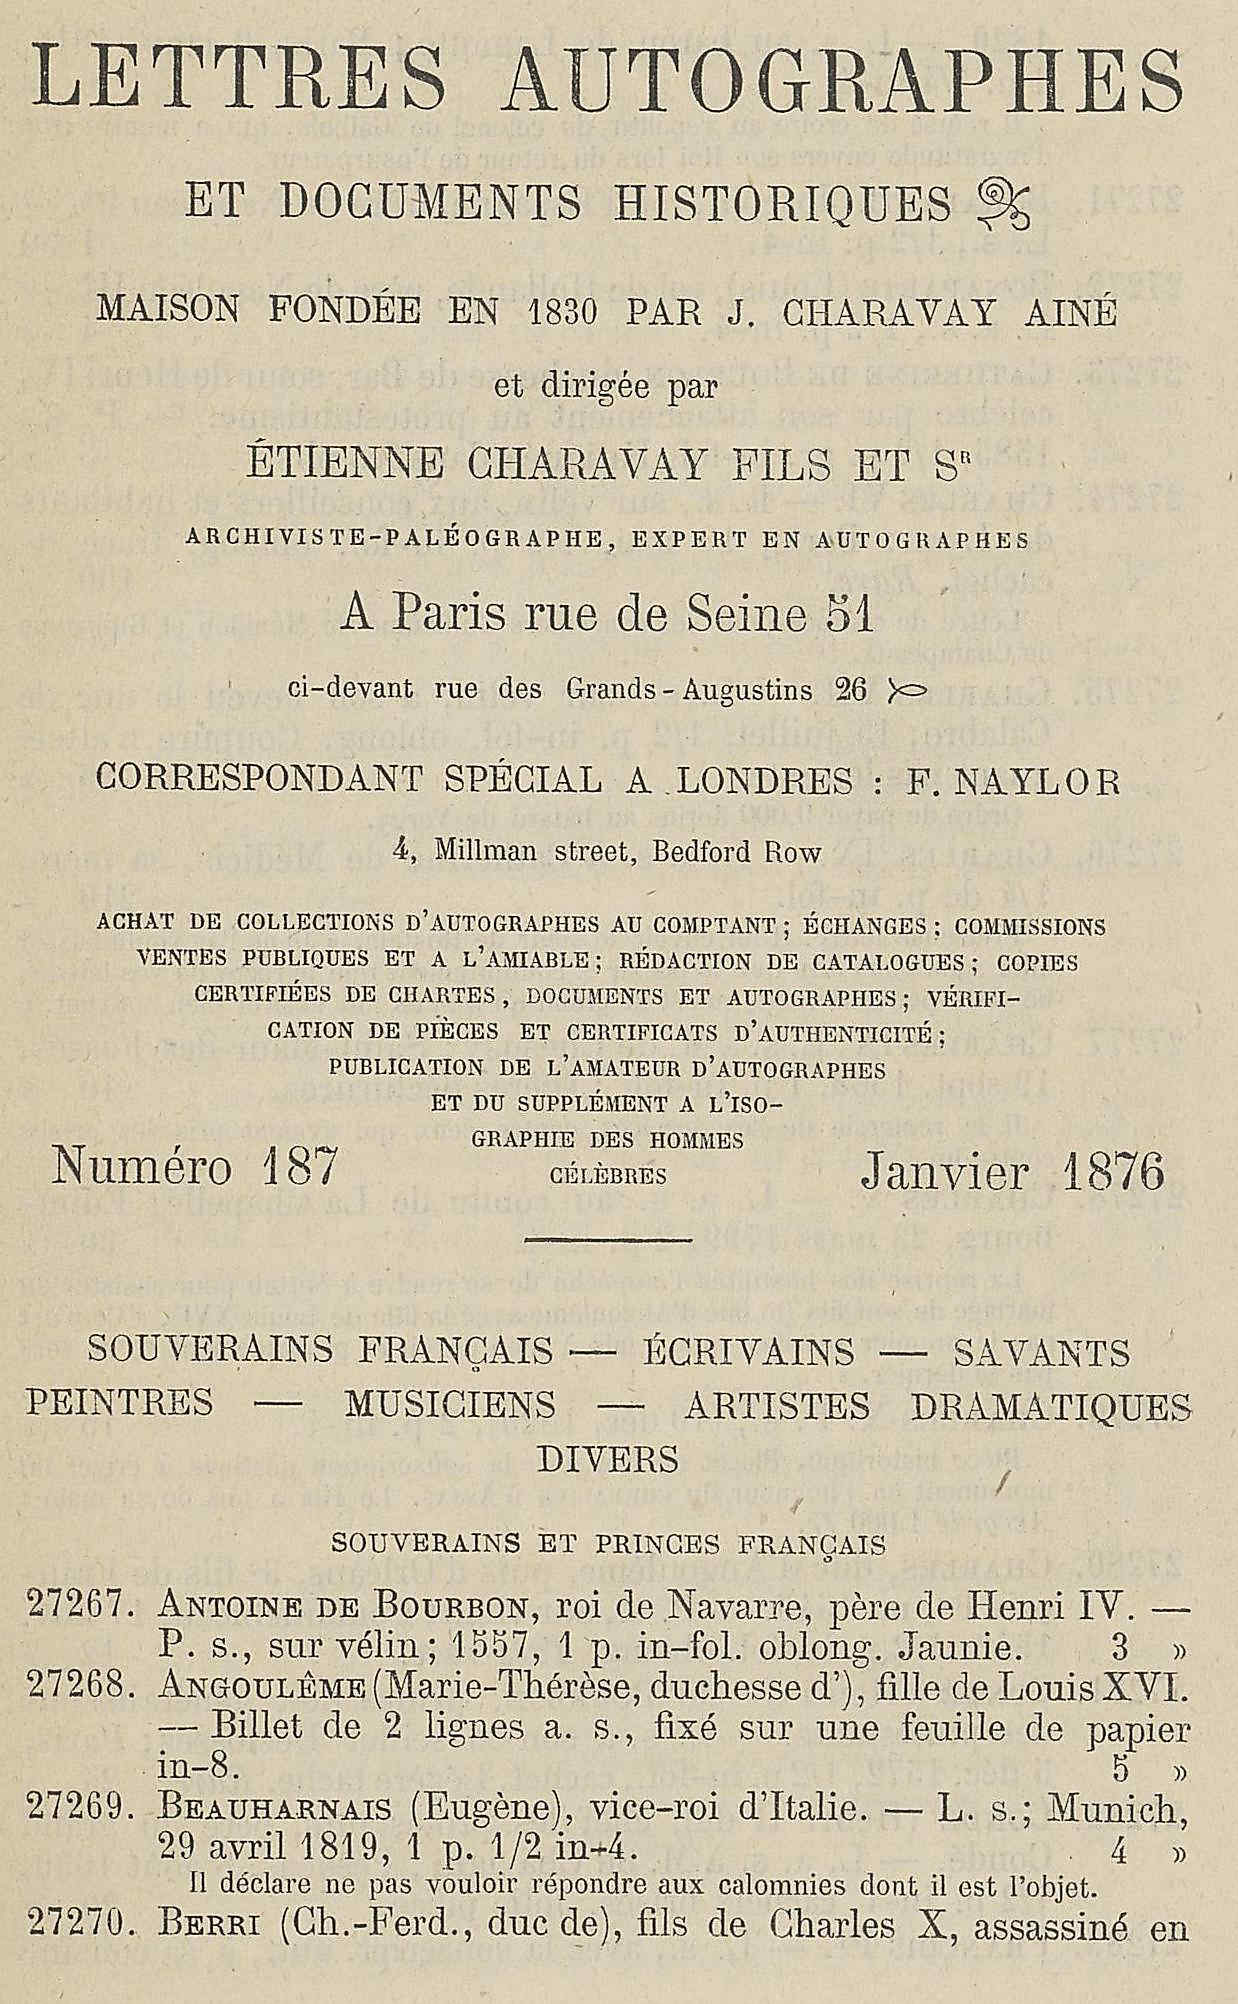 LETTRES AUTOGRAPHES
ET DOCUMENTS HISTORIQUES
MAISON FONDÉE EN 1830 PAR J. CHARAVAY AINÉ
et dirigée par
ÉTIENNE CHARAVAY FILS ET SR
ARCHIVISTE-PALÉOGRAPHE, EXPERT EN AUTOGRAPHES
A Paris rue de Seine 51
ci-devant rue des Grands-Augustins 26
CORRESPONDANT SPÉCIAL A LONDRES : F. NAYLOR
4, Millman street, Bedford Row
ACHAT DE COLLECTIONS D'AUTOGRAPHES AU COMPTANT; ÉCHANGES; COMMISSIONS
VENTES PUBLIQUES ET A L'AMIABLE; RÉDACTION DE CATALOGUES; COPIES
CERTIFIÉES DE CHARTES, DOCUMENTS ET AUTOGRAPHES; VÉRIFI-
CATION DE PIÈCES ET CERTIFICATS D'AUTHENTICITÉ;
PUBLICATION DE L'AMATEUR D'AUTOGRAPHES
ET DU SUPPLÉMENT A L'ISO-
GRAPHIE DES HOMMES
CÉLÈBRES
Numéro 187 Janvier 1876
SOUVERAINS FRANÇAIS — ÉCRIVAINS — SAVANTS
PEINTRES — MUSICIENS — ARTISTES DRAMATIQUES
DIVERS
SOUVERAINS ET PRINCES FRANÇAIS
27267. ANTOINE DE BOURBON, roi de Navarre, père de Henri IV. —
P. s., sur vélin; 1557, 1 p. in-fol. oblong. Jaunie. 3 »
27268. ANGOULÊME (Marie-Thérèse, duchesse d'), fille de Louis XVI.
— Billet de 2 lignes a. s., fixé sur une feuille de papier
in-8. 5 »
27269. BEAUHARNAIS (Eugène), vice-roi d'Italie. — L. s.; Munich,
29 avril 1819, 1 p. 1/2 in-4. 4 »
Il déclare ne pas vouloir répondre aux calomnies dont il est l'objet.
27270. BERRI (Ch.-Ferd., duc de), fils de Charles X, assassiné en